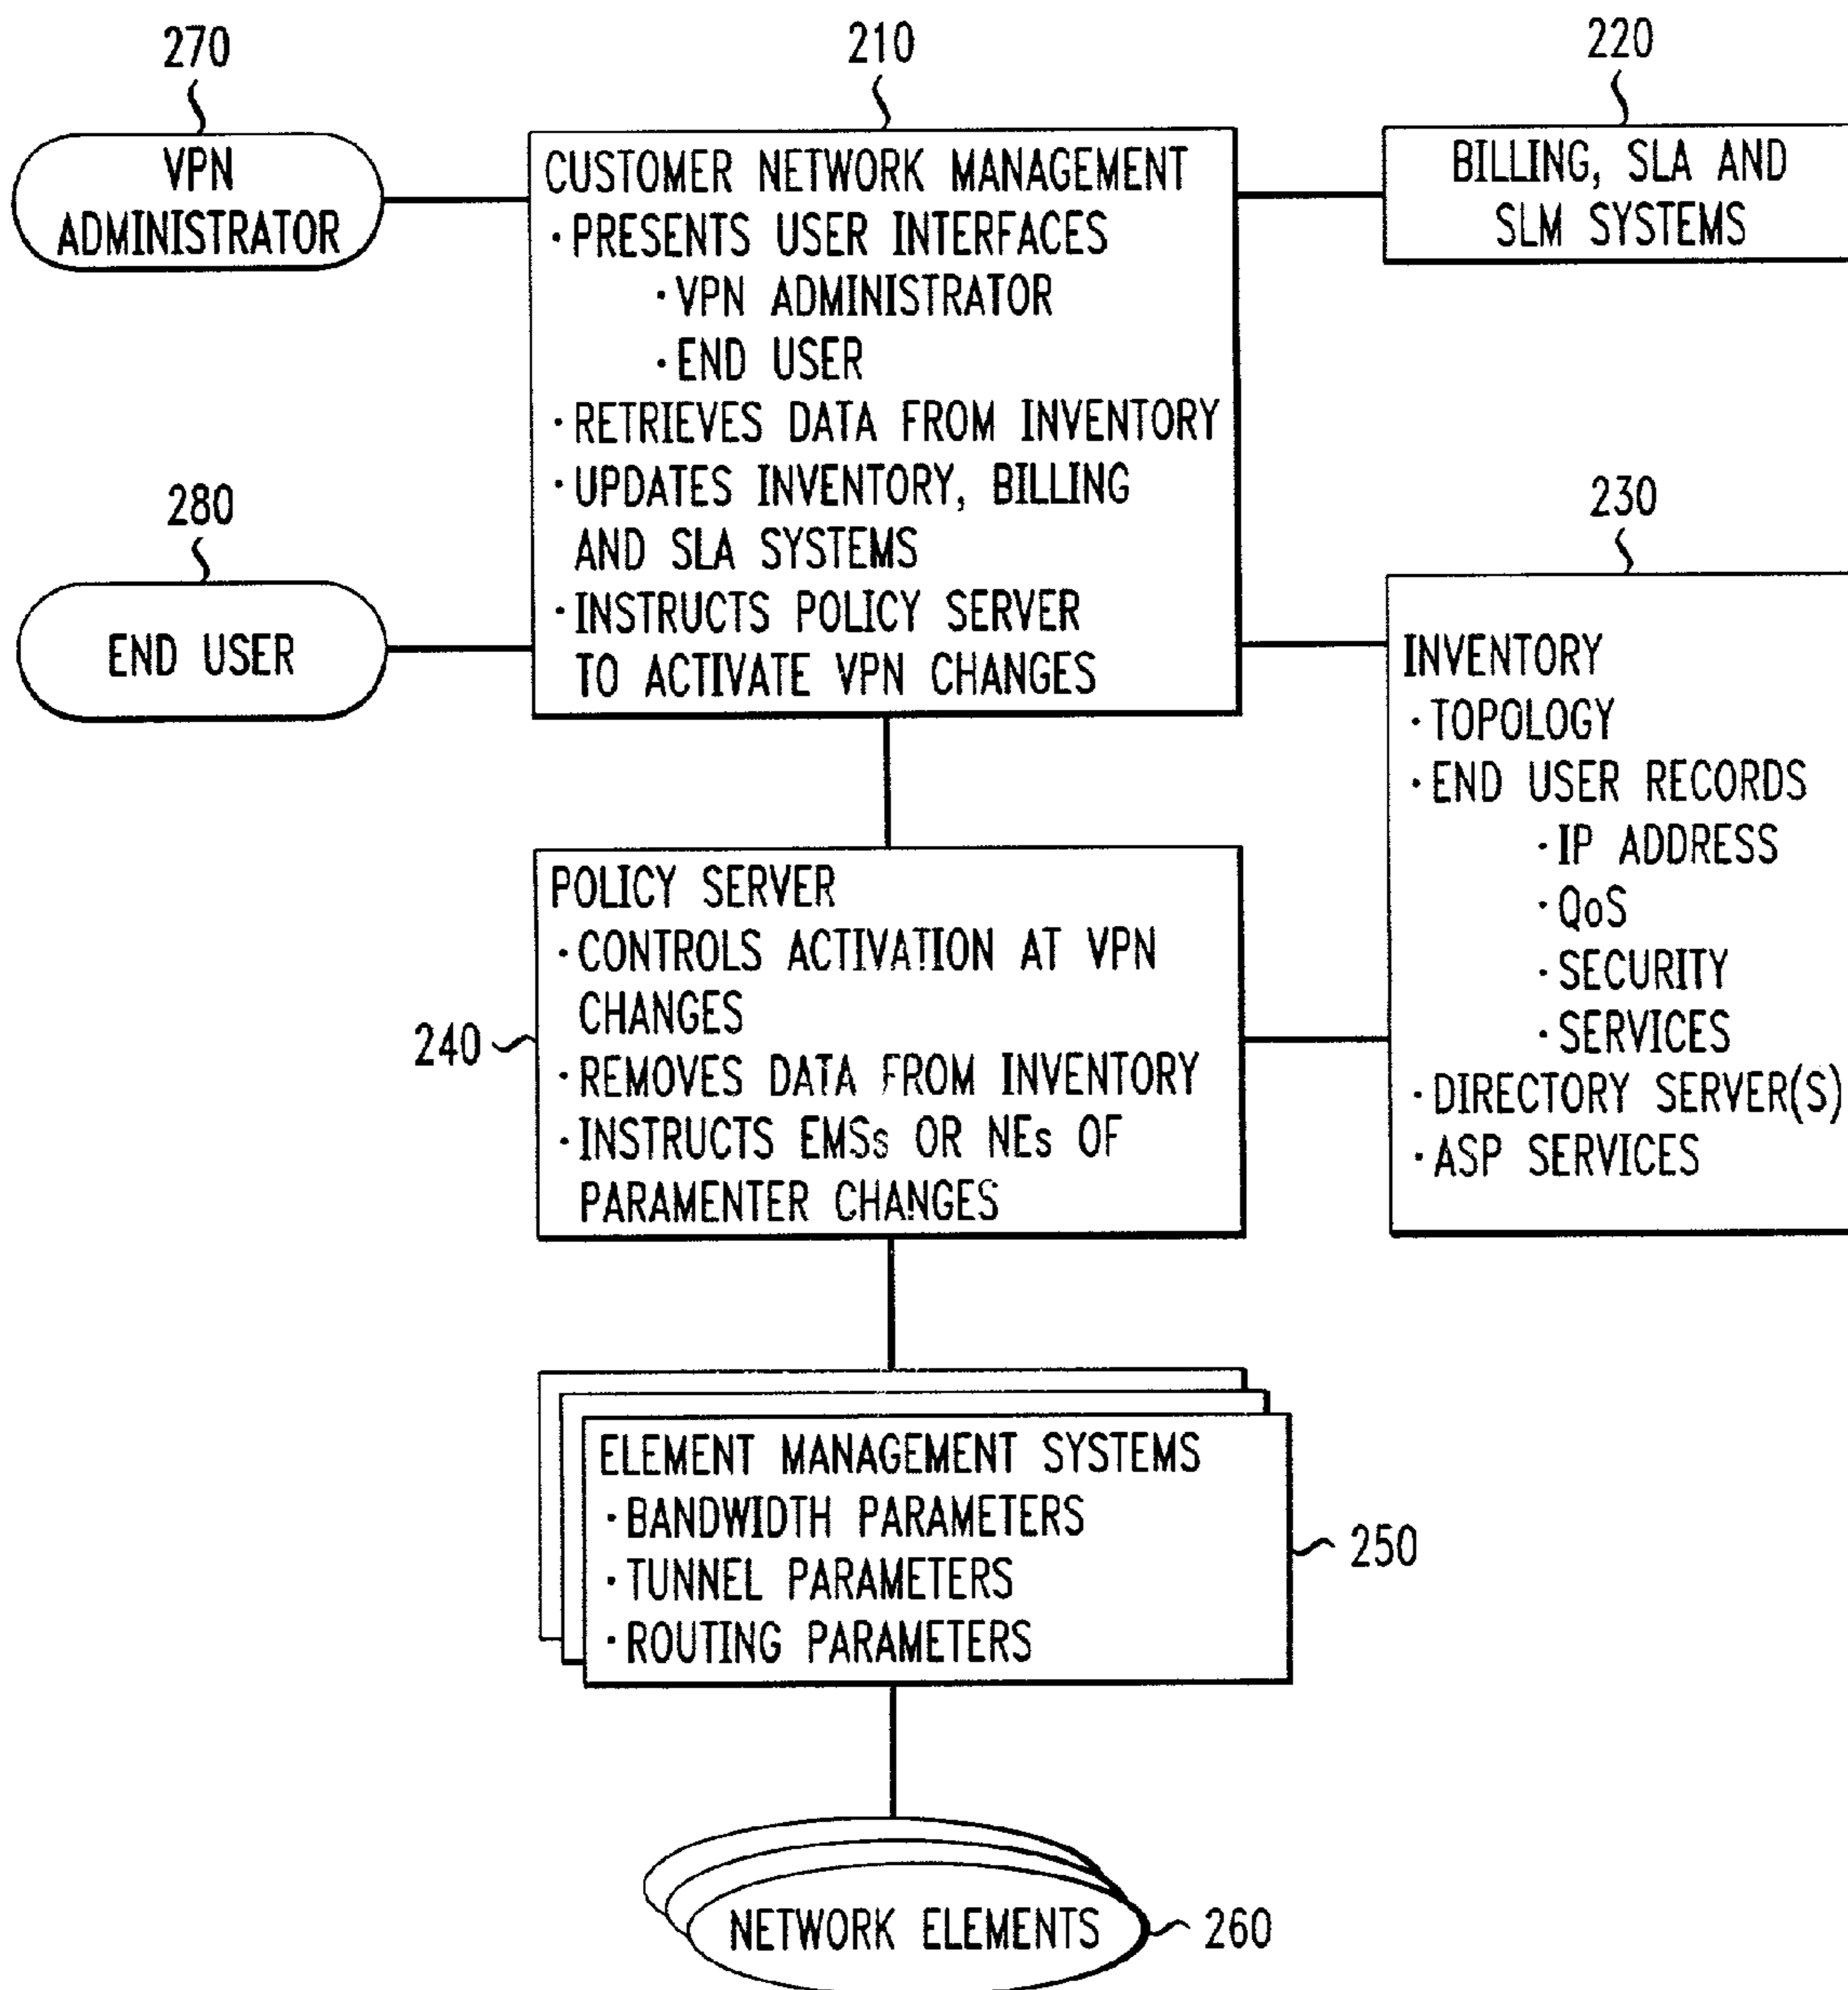 270
VPN
ADMINISTRATOR
210
CUSTOMER NETWORK MANAGEMENT
·PRESENTS USER INTERFACES
·VPN ADMINISTRATOR
·END USER
·RETRIEVES DATA FROM INVENTORY
·UPDATES INVENTORY, BILLING
AND SLA SYSTEMS
·INSTRUCTS POLICY SERVER
TO ACTIVATE VPN CHANGES
220
BILLING, SLA AND
SLM SYSTEMS
280
END USER
230
INVENTORY
·TOPOLOGY
·END USER RECORDS
·IP ADDRESS
·QoS
·SECURITY
·SERVICES
·DIRECTORY SERVER(S)
·ASP SERVICES
240
POLICY SERVER
·CONTROLS ACTIVATION AT VPN
CHANGES
·REMOVES DATA FROM INVENTORY
·INSTRUCTS EMSs OR NEs OF
PARAMENTER CHANGES
ELEMENT MANAGEMENT SYSTEMS
·BANDWIDTH PARAMETERS
·TUNNEL PARAMETERS
·ROUTING PARAMETERS
250
NETWORK ELEMENTS
260